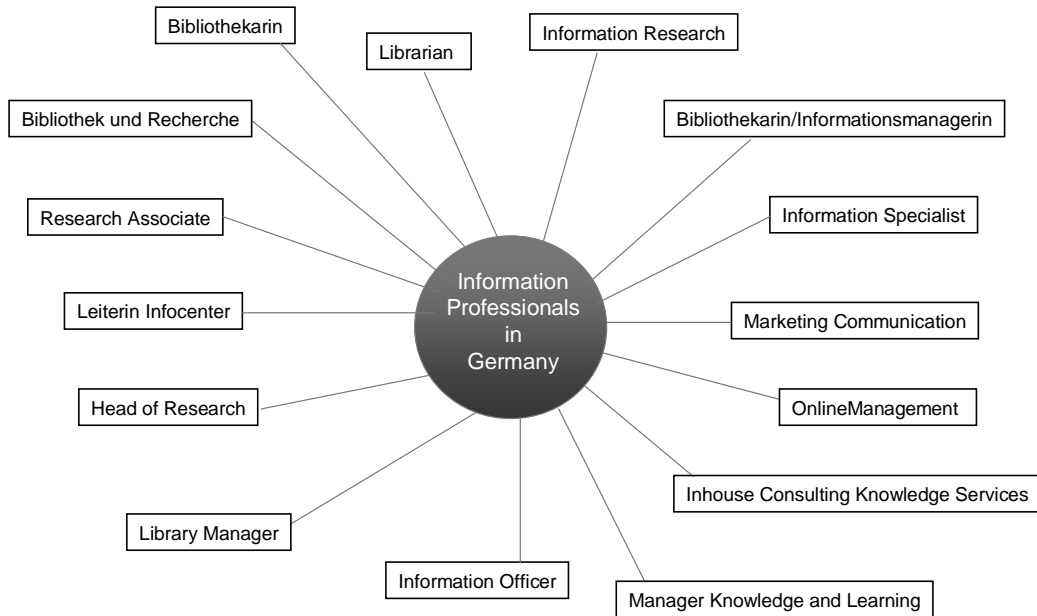 Bibliothekarin
Librarian
Information Research
Bibliothek und Recherche
Bibliothekarin/Informationsmanagerin
Research Associate
Information Specialist
Information
Professionals
in
Germany
Leiterin Infocenter
Marketing Communication
Head of Research
OnlineManagement
Inhouse Consulting Knowledge Services
Library Manager
Information Officer
Manager Knowledge and Learning